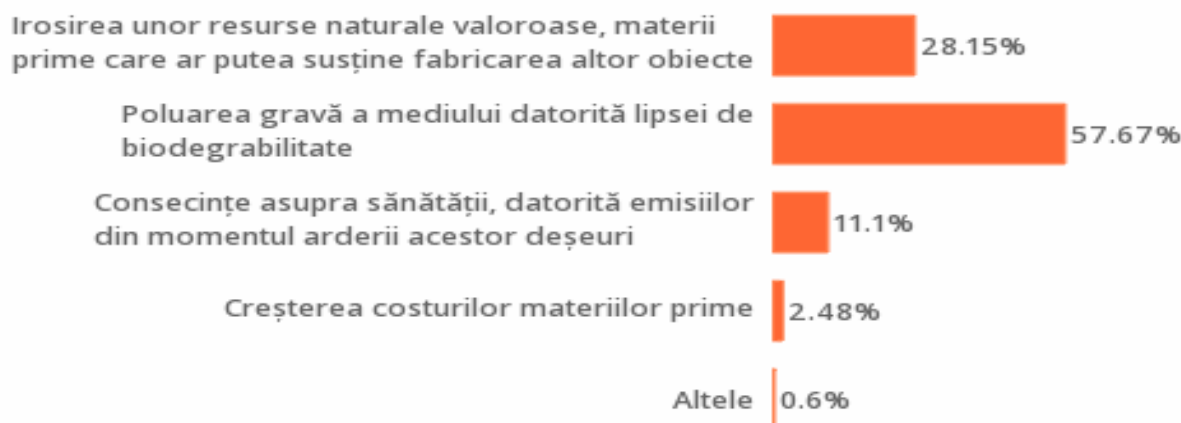 Irosirea unor resurse naturale valoroase, materii
prime care ar putea susține fabricarea altor obiecte
28.15%
Poluarea gravă a mediului datorită lipsei de
biodegrabilitate
57.67%
Consecințe asupra sănătății, datorită emisiilor
din momentul arderii acestor deșeuri
11.1%
Creșterea costurilor materiilor prime
2.48%
Altele
0.6%